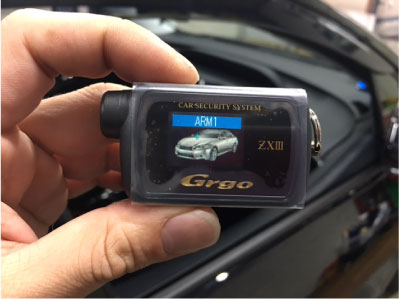 CAR SECURITY SYSTEM
ARM1
ZXIII
Grgo